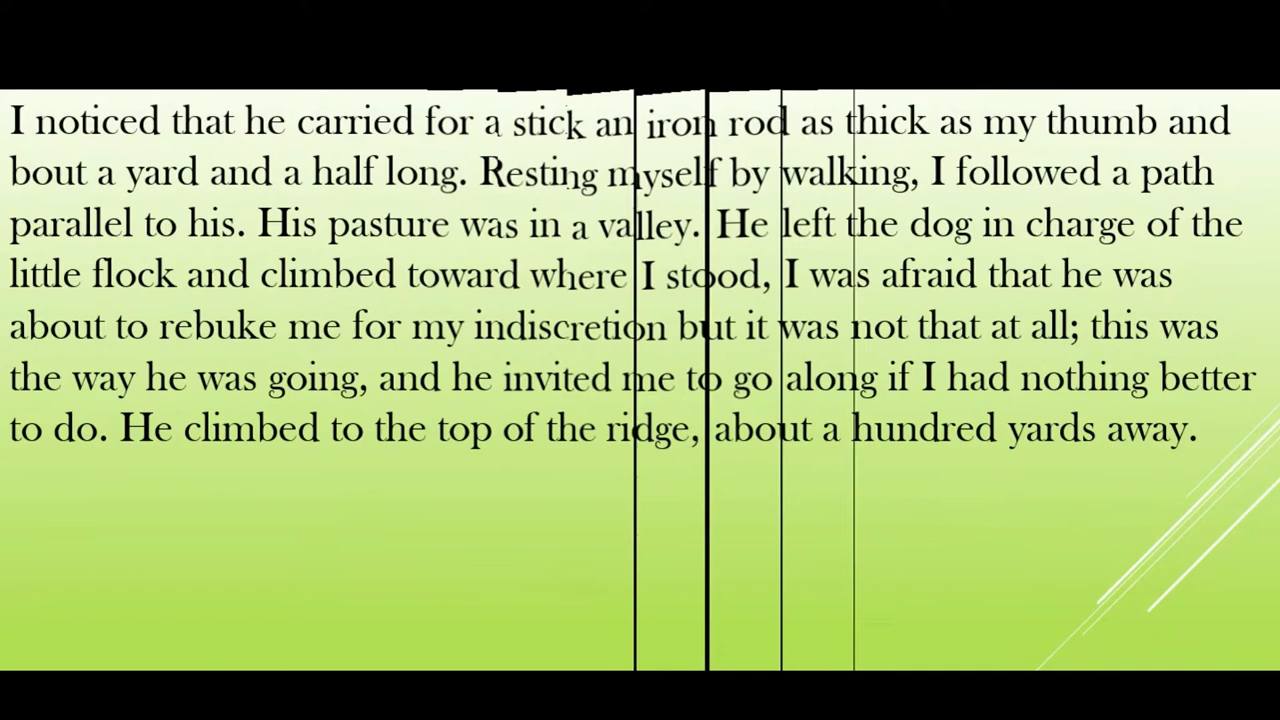 I noticed that he carried for a stick an iron rod as thick as my thumb and
bout a yard and a half long. Resting myself by walking, I followed a path
parallel to his. His pasture was in a valley. He left the dog in charge of the
little flock and climbed toward where I stood, I was afraid that he was
about to rebuke me for my indiscretion but it was not that at all; this was
the way he was going, and he invited me to go along if I had nothing better
to do. He climbed to the top of the ridge, about a hundred yards away.